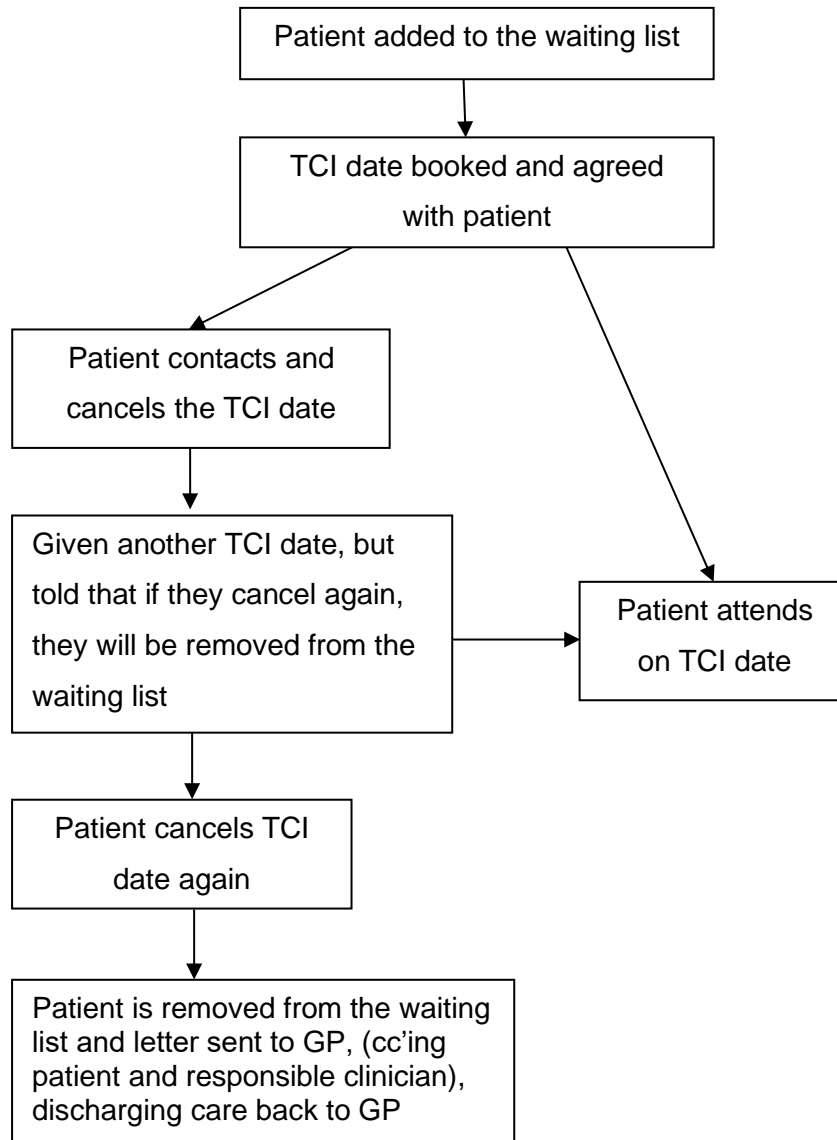 Patient added to the waiting list
TCI date booked and agreed
with patient
Patient contacts and
cancels the TCI date
Given another TCI date, but
told that if they cancel again,
they will be removed from the
waiting list
Patient attends
on TCI date
Patient cancels TCI
date again
Patient is removed from the waiting
list and letter sent to GP, (cc’ing
patient and responsible clinician),
discharging care back to GP